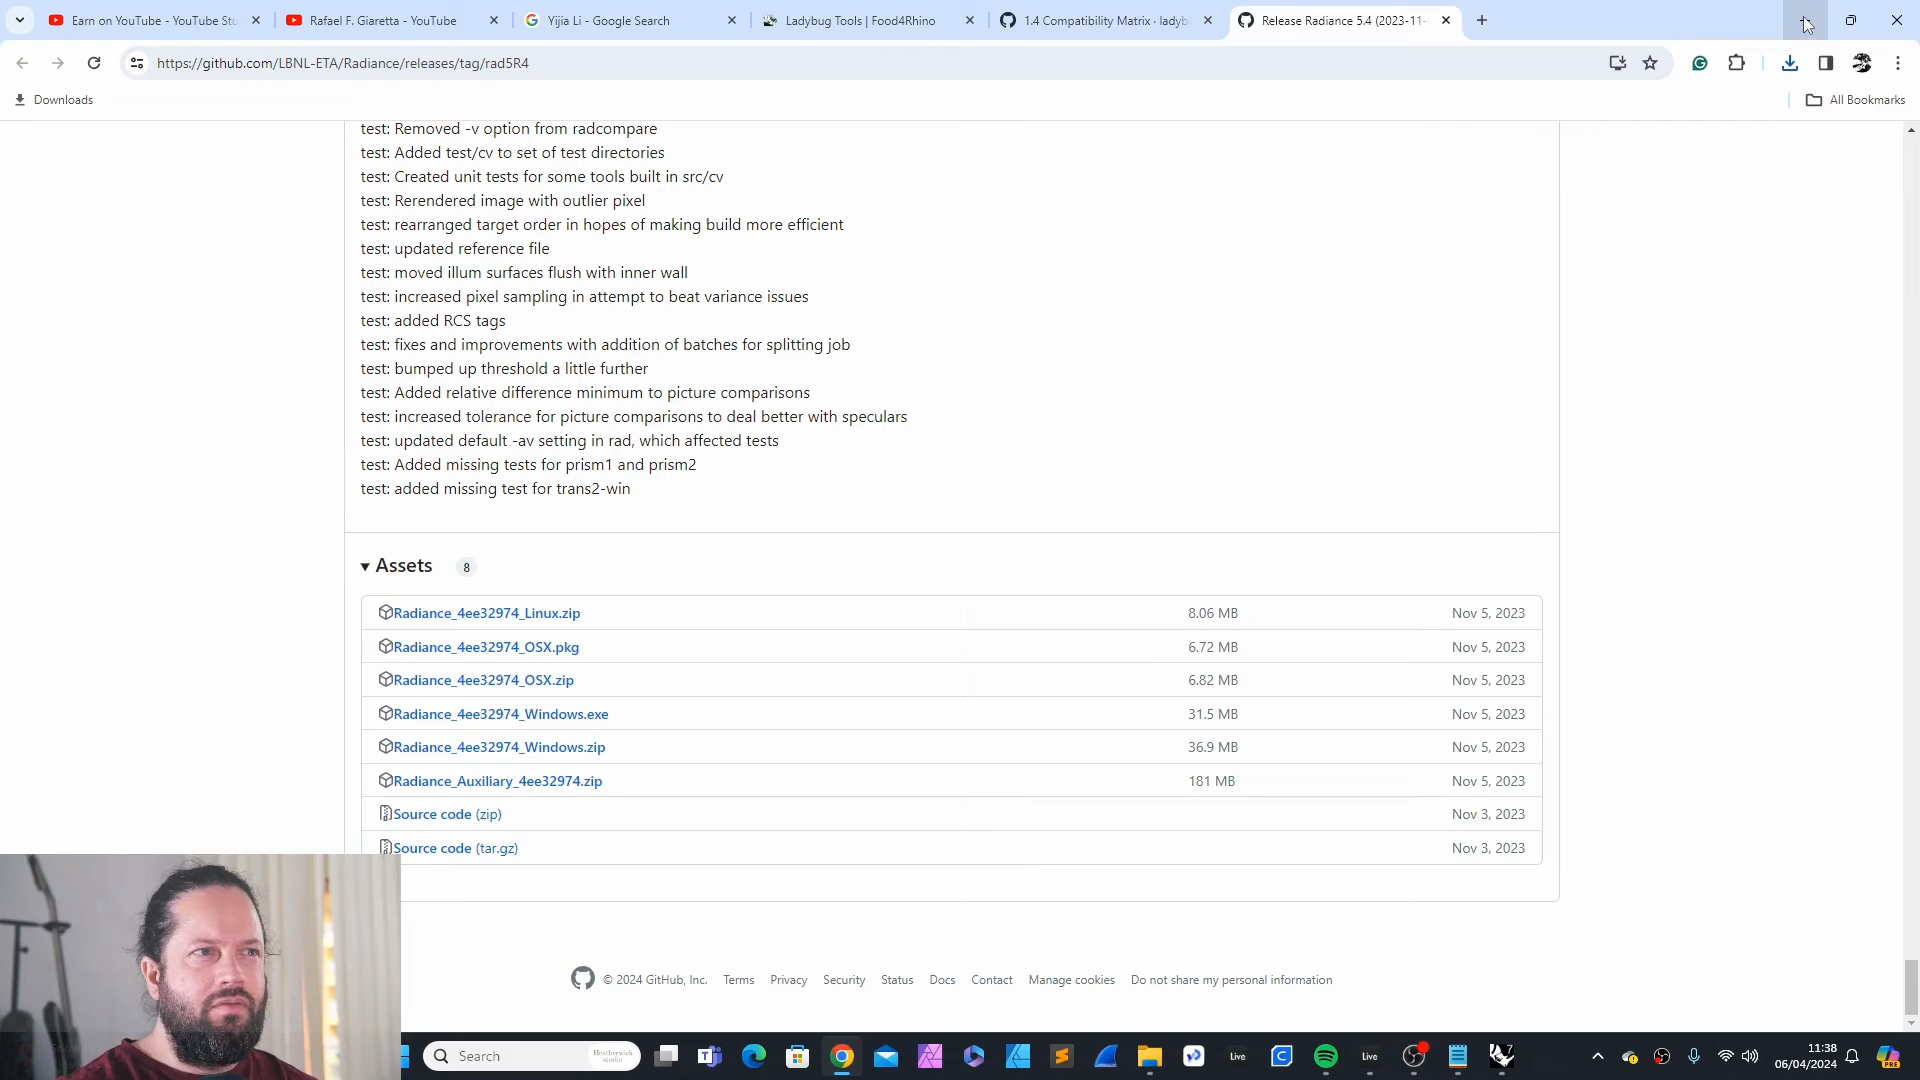 Earn on YouTube - YouTube Stu
Rafael F. Giaretta - YouTube
Yijia Li - Google Search
Ladybug Tools | Food4Rhino
1.4 Compatibility Matrix · ladyb
Release Radiance 5.4 (2023-11-
https://github.com/LBNL-ETA/Radiance/releases/tag/rad5R4
Downloads
All Bookmarks
test: Removed -v option from radcompare
test: Added test/cv to set of test directories
test: Created unit tests for some tools built in src/cv
test: Rerendered image with outlier pixel
test: rearranged target order in hopes of making build more efficient
test: updated reference file
test: moved illum surfaces flush with inner wall
test: increased pixel sampling in attempt to beat variance issues
test: added RCS tags
test: fixes and improvements with addition of batches for splitting job
test: bumped up threshold a little further
test: Added relative difference minimum to picture comparisons
test: increased tolerance for picture comparisons to deal better with speculars
test: updated default -av setting in rad, which affected tests
test: Added missing tests for prism1 and prism2
test: added missing test for trans2-win
Assets 8
Radiance_4ee32974_Linux.zip 8.06 MB Nov 5, 2023
Radiance_4ee32974_OSX.pkg 6.72 MB Nov 5, 2023
Radiance_4ee32974_OSX.zip 6.82 MB Nov 5, 2023
Radiance_4ee32974_Windows.exe 31.5 MB Nov 5, 2023
Radiance_4ee32974_Windows.zip 36.9 MB Nov 5, 2023
Radiance_Auxiliary_4ee32974.zip 181 MB Nov 5, 2023
Source code (zip) Nov 3, 2023
Source code (tar.gz) Nov 3, 2023
© 2024 GitHub, Inc. Terms Privacy Security Status Docs Contact Manage cookies Do not share my personal information
Search
Heatherwick studio
Live
Live
11:38
06/04/2024
PRE